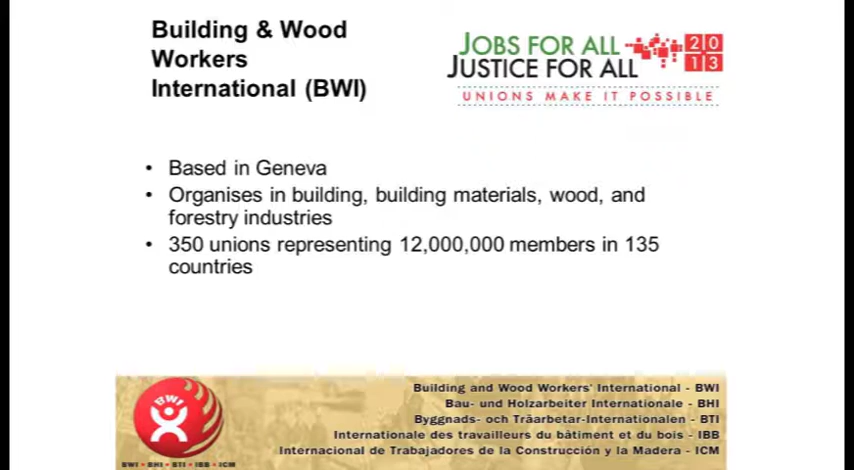 Building & Wood
Workers
International (BWI)
JOBS FOR ALL
JUSTICE FOR ALL
2013
UNIONS MAKE IT POSSIBLE
• Based in Geneva
• Organises in building, building materials, wood, and
forestry industries
• 350 unions representing 12,000,000 members in 135
countries
BWI
BWI • BHI • BTI • IBB • ICM
Building and Wood Workers' International - BWI
Bau- und Holzarbeiter Internationale - BHI
Byggnads- och Träarbetar-Internationalen - BTI
Internationale des travailleurs du bâtiment et du bois - IBB
Internacional de Trabajadores de la Construcción y la Madera - ICM